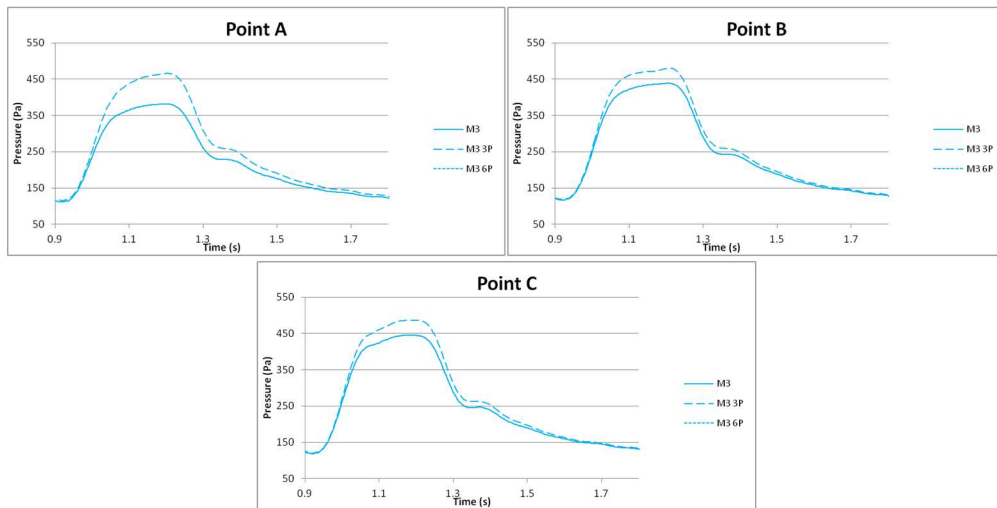 Point A
550
450
350
250
150
50
Pressure (Pa)
0.9 1.1 1.3 1.5 1.7
Time (s)
M3
M3 3P
M3 6P
Point B
550
450
350
250
150
50
Pressure (Pa)
0.9 1.1 1.3 1.5 1.7
Time (s)
M3
M3 3P
M3 6P
Point C
550
450
350
250
150
50
Pressure (Pa)
0.9 1.1 1.3 1.5 1.7
Time (s)
M3
M3 3P
M3 6P